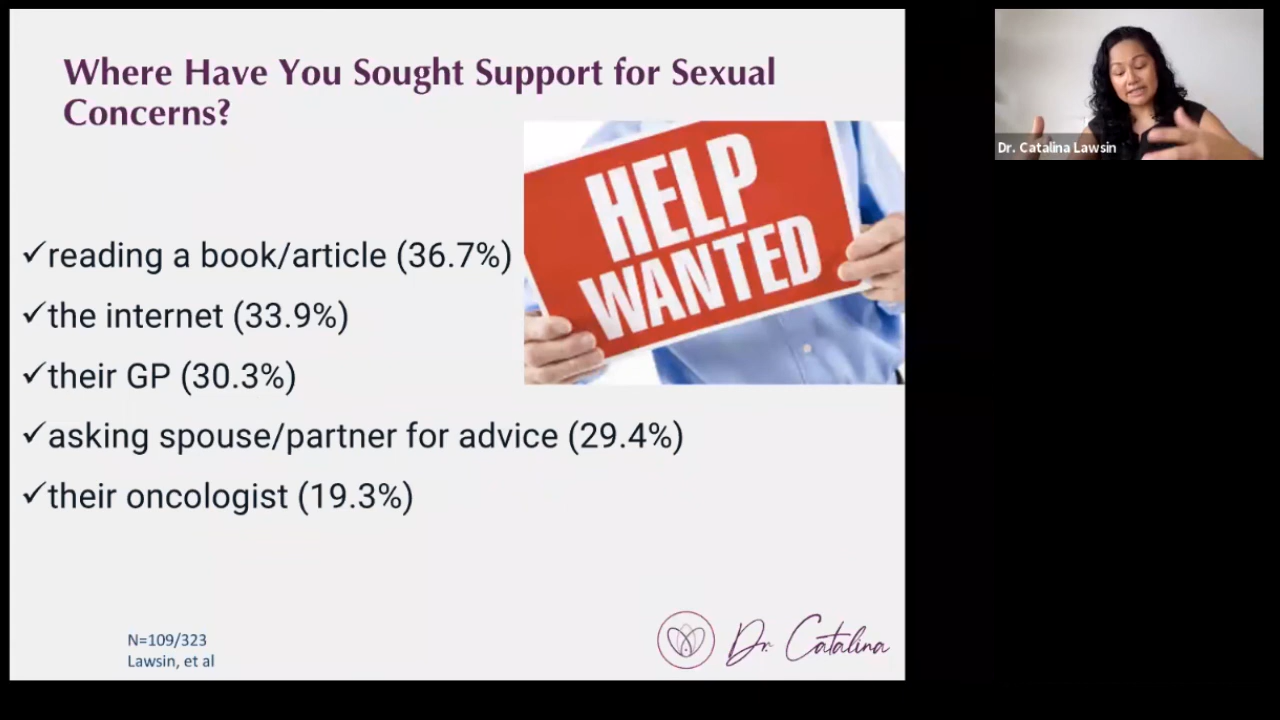 Where Have You Sought Support for Sexual
Concerns?
HELP
WANTED
✓reading a book/article (36.7%)
✓the internet (33.9%)
✓their GP (30.3%)
✓asking spouse/partner for advice (29.4%)
✓their oncologist (19.3%)
N=109/323
Lawsin, et al
Dr. Catalina
Dr. Catalina Lawsin